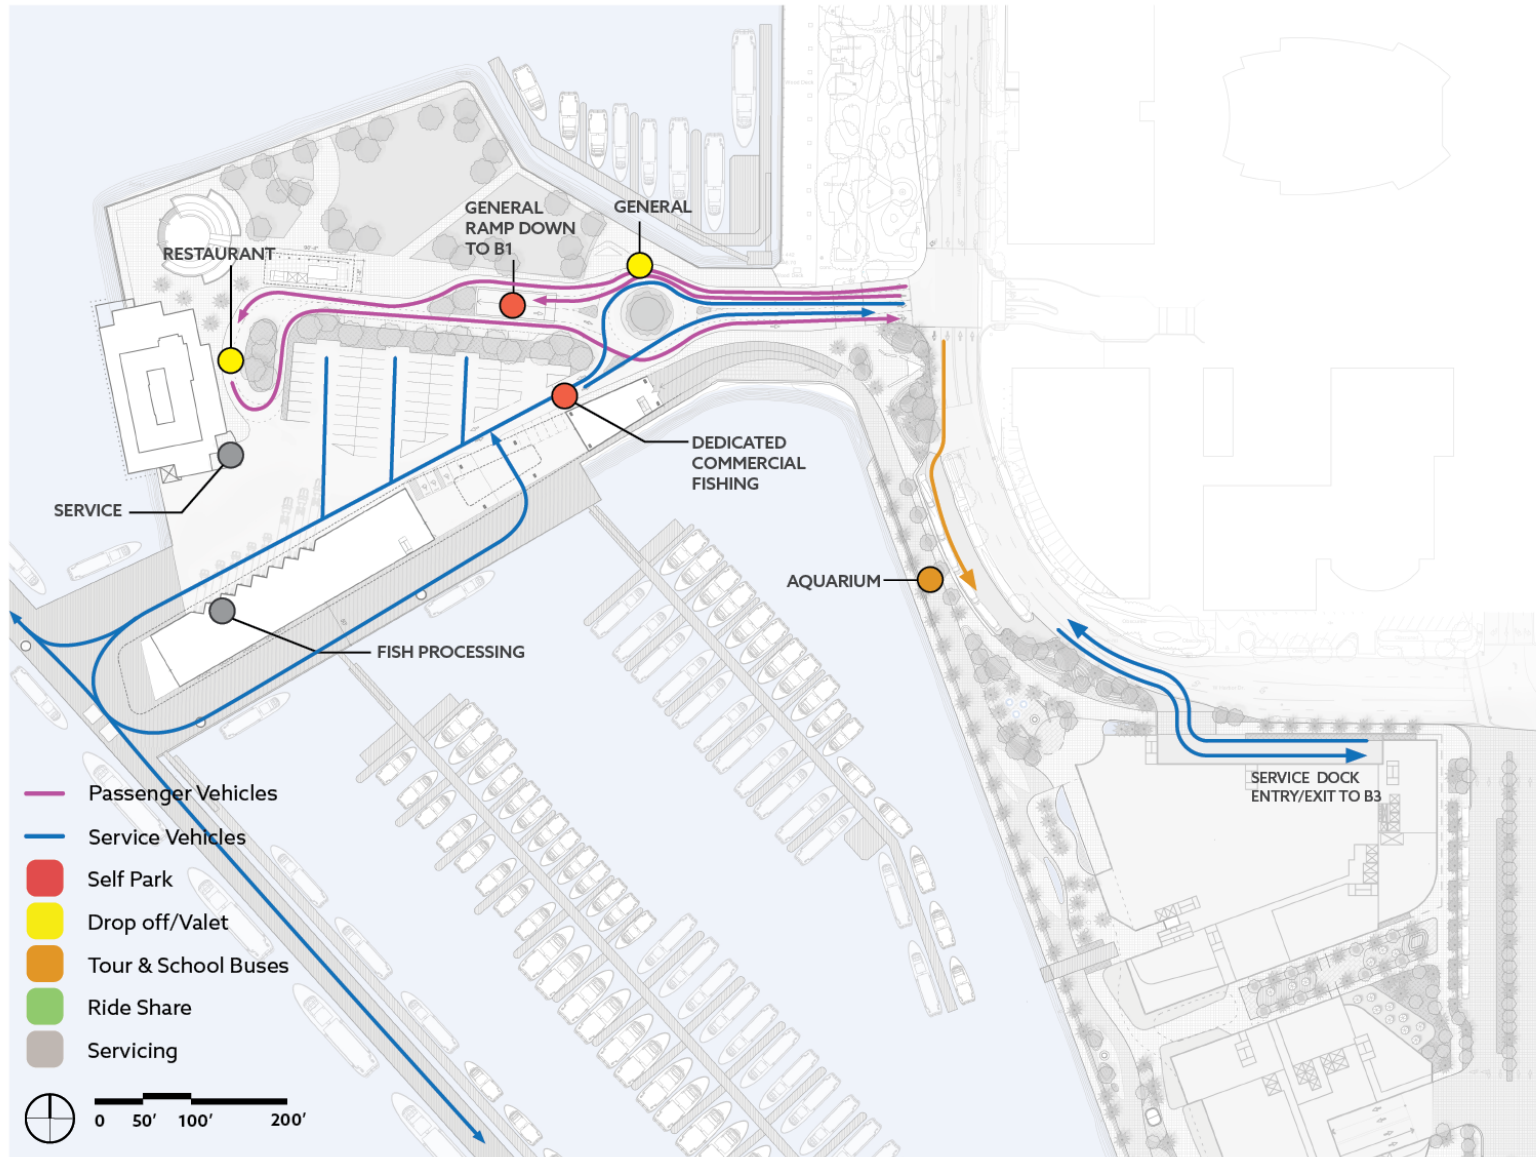 GENERAL
RAMP DOWN
TO B1
GENERAL
RESTAURANT
DEDICATED
COMMERCIAL
FISHING
SERVICE
AQUARIUM
FISH PROCESSING
SERVICE DOCK
ENTRY/EXIT TO B3
Passenger Vehicles
Service Vehicles
Self Park
Drop off/Valet
Tour & School Buses
Ride Share
Servicing
0 50′ 100′ 200′